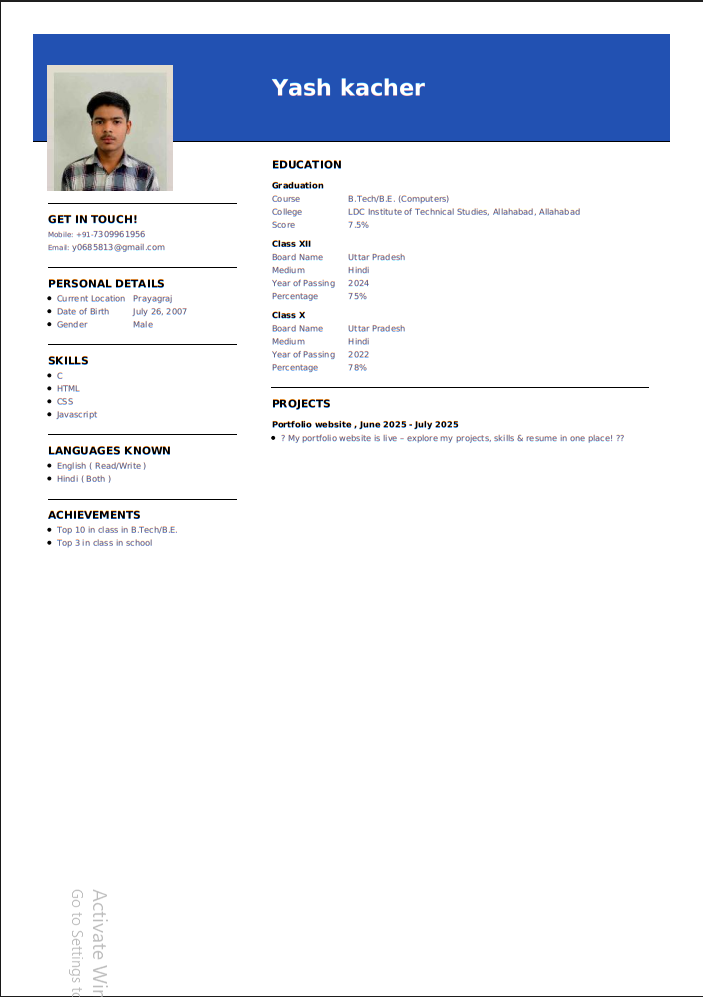 Yash kacher
GET IN TOUCH!
Mobile: +91-7309961956
Email: y0685813@gmail.com
PERSONAL DETAILS
Current Location Prayagraj
Date of Birth July 26, 2007
Gender Male
SKILLS
C
HTML
CSS
Javascript
LANGUAGES KNOWN
English ( Read/Write )
Hindi ( Both )
ACHIEVEMENTS
Top 10 in class in B.Tech/B.E.
Top 3 in class in school
EDUCATION
Graduation
Course B.Tech/B.E. (Computers)
College LDC Institute of Technical Studies, Allahabad, Allahabad
Score 7.5%
Class XII
Board Name Uttar Pradesh
Medium Hindi
Year of Passing 2024
Percentage 75%
Class X
Board Name Uttar Pradesh
Medium Hindi
Year of Passing 2022
Percentage 78%
PROJECTS
Portfolio website , June 2025 - July 2025
? My portfolio website is live – explore my projects, skills & resume in one place! ??
Activate Win
Go to Settings to